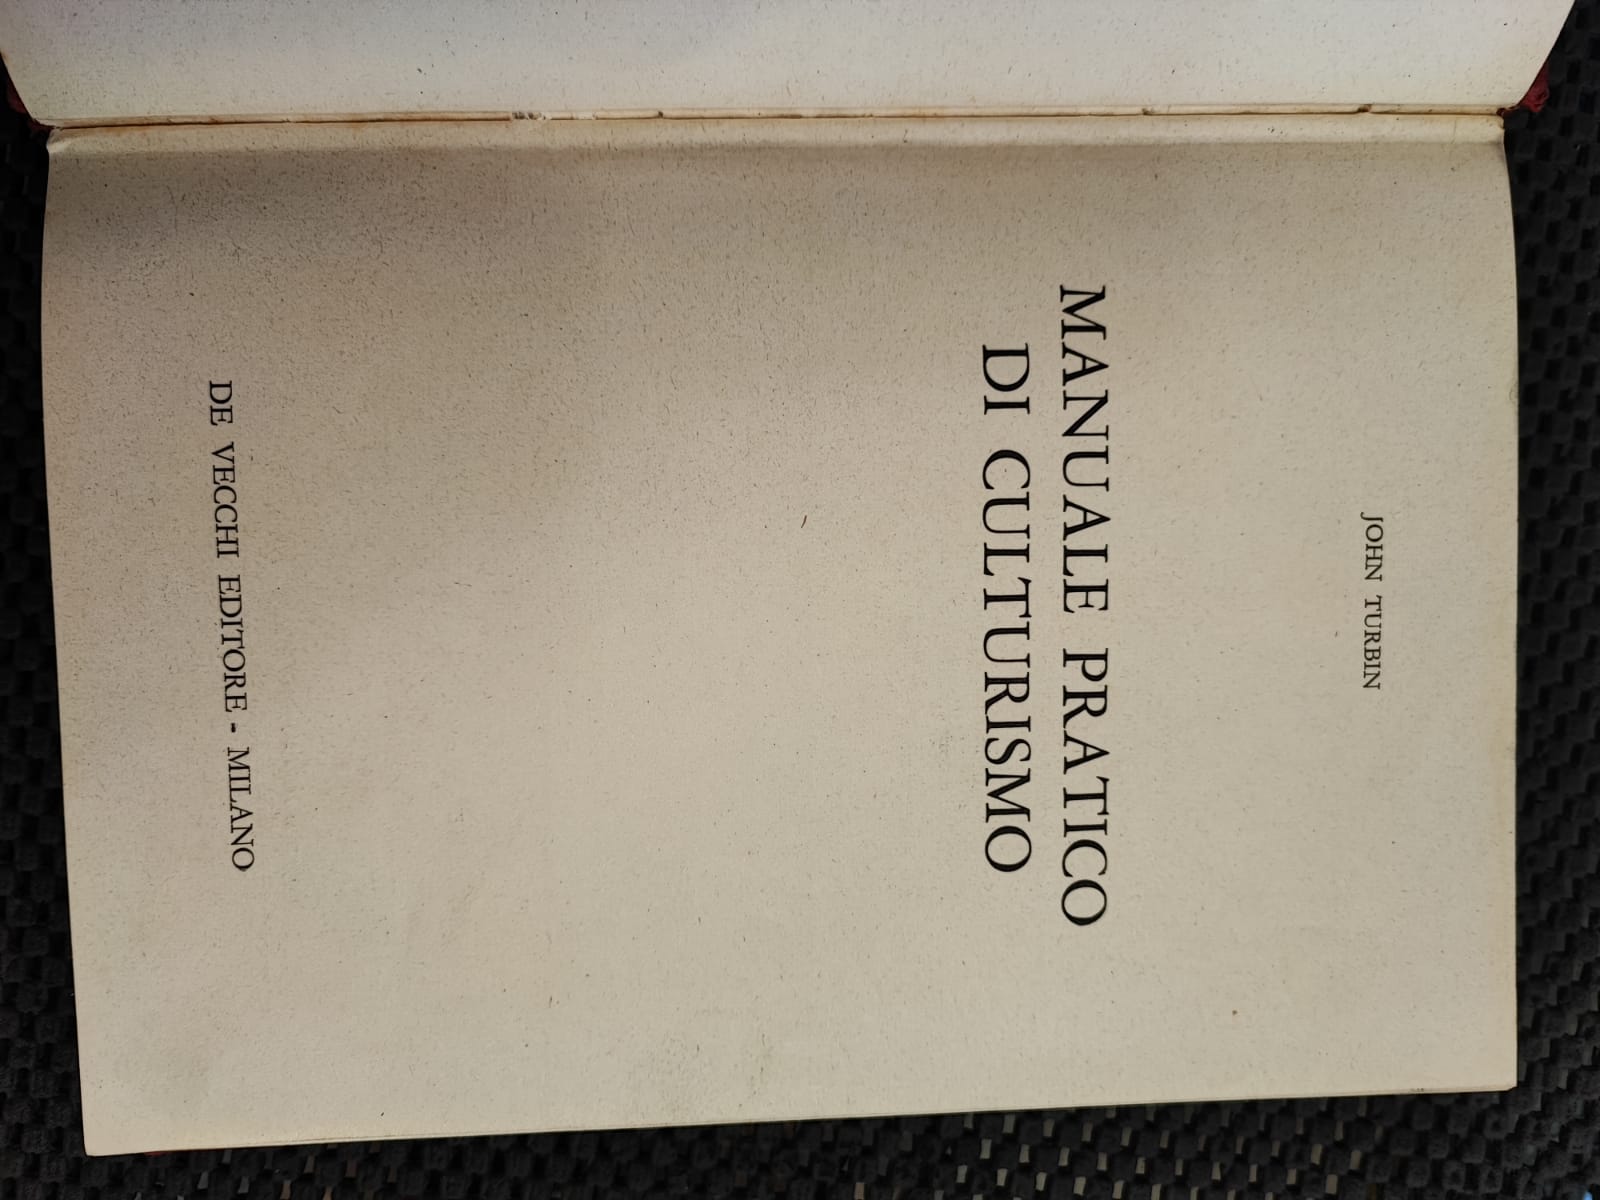 JOHN TURBIN
MANUALE PRATICO
DI CULTURISMO
DE VECCHI EDITORE - MILANO